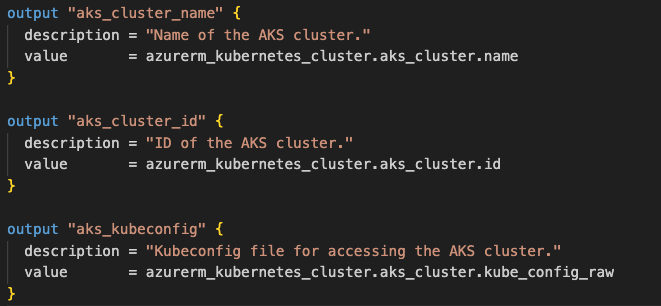 output "aks_cluster_name" {
  description = "Name of the AKS cluster."
  value       = azurerm_kubernetes_cluster.aks_cluster.name
}
output "aks_cluster_id" {
  description = "ID of the AKS cluster."
  value       = azurerm_kubernetes_cluster.aks_cluster.id
}
output "aks_kubeconfig" {
  description = "Kubeconfig file for accessing the AKS cluster."
  value       = azurerm_kubernetes_cluster.aks_cluster.kube_config_raw
}